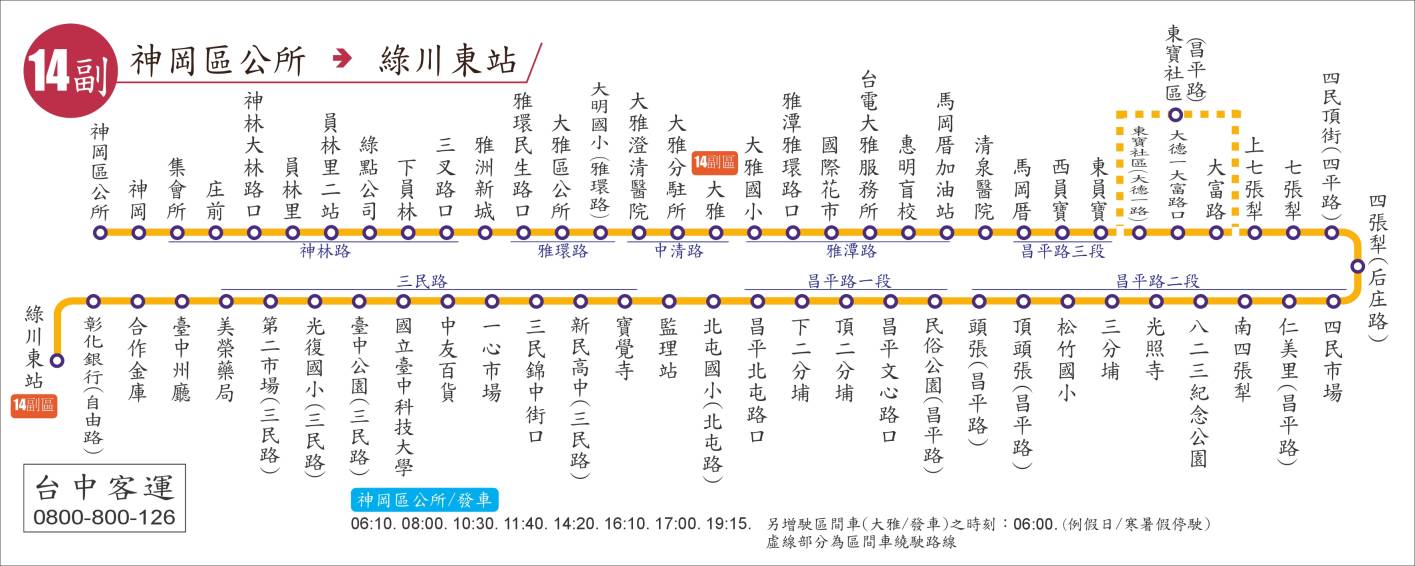 14副
神岡區公所 → 綠川東站
神岡區公所
神岡
集會所
庄前
神林大林路口
員林里
員林里二站
綠點公司
下員林
三叉路口
雅洲新城
雅環民生路口
大雅區公所
大明國小(雅環路)
大雅澄清醫院
大雅分駐所
14副區
大雅
大雅國小
雅潭雅環路口
國際花市
台電大雅服務所
惠明盲校
馬岡厝加油站
清泉醫院
馬岡厝
西員寶
東員寶
東寶社區(大德一路)
東寶社區
(昌平路)
大德一大富路口
大富路
上七張犁
七張犁
四民頂街(四平路)
四張犁(后庄路)
神林路
雅環路
中清路
雅潭路
昌平路三段
三民路
昌平路一段
昌平路二段
綠川東站
14副區
彰化銀行(自由路)
合作金庫
臺中州廳
美榮藥局
第二市場(三民路)
光復國小(三民路)
臺中公園(三民路)
國立臺中科技大學
中友百貨
一心市場
三民錦中街口
新民高中(三民路)
寶覺寺
監理站
北屯國小(北屯路)
昌平北屯路口
下二分埔
頂二分埔
昌平文心路口
民俗公園(昌平路)
頭張(昌平路)
頂頭張(昌平路)
松竹國小
三分埔
光照寺
八二三紀念公園
南四張犁
仁美里(昌平路)
四民市場
台中客運
0800-800-126
神岡區公所/發車
06:10. 08:00. 10:30. 11:40. 14:20. 16:10. 17:00. 19:15.
另增駛區間車(大雅/發車)之時刻：06:00. (例假日/寒暑假停駛)
虛線部分為區間車繞駛路線